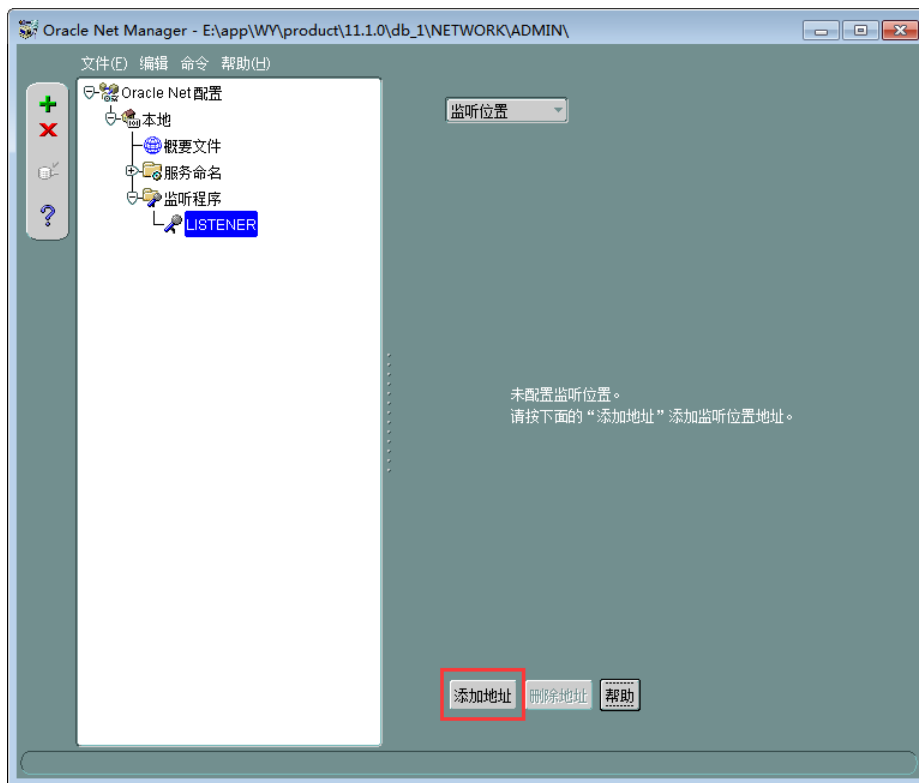 Oracle Net Manager - E:\app\WY\product\11.1.0\db_1\NETWORK\ADMIN\
文件(F) 编辑 命令 帮助(H)
Oracle Net 配置
本地
概要文件
服务命名
监听程序
LISTENER
监听位置
未配置监听位置。
请按下面的“添加地址”添加监听位置地址。
添加地址 删除地址 帮助